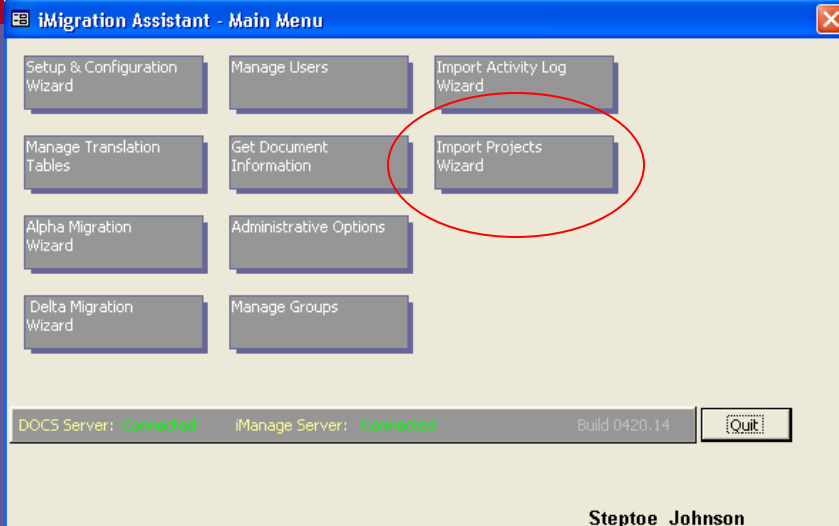 iMigration Assistant - Main Menu
Setup & Configuration
Wizard
Manage Users
Import Activity Log
Wizard
Manage Translation
Tables
Get Document
Information
Import Projects
Wizard
Alpha Migration
Wizard
Administrative Options
Delta Migration
Wizard
Manage Groups
DOCS Server: Connected iManage Server: Connected Build 0420.14 Quit
Steptoe Johnson